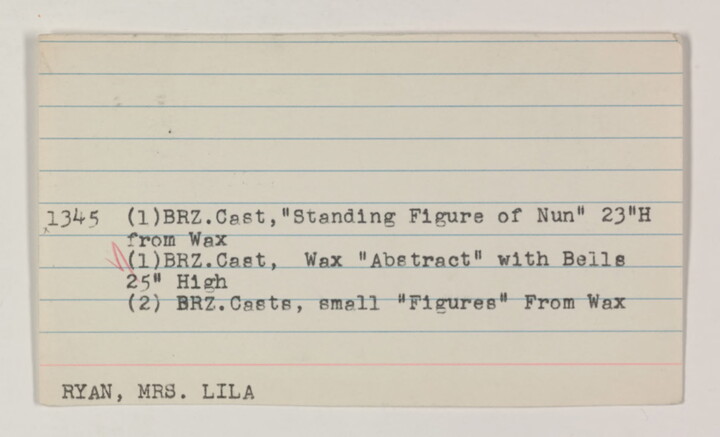 1345 (1)BRZ.Cast,"Standing Figure of Nun" 23"H
from Wax
(1)BRZ.Cast, Wax "Abstract" with Bells
25" High
(2) BRZ.Casts, small "Figures" From Wax
RYAN, MRS. LILA